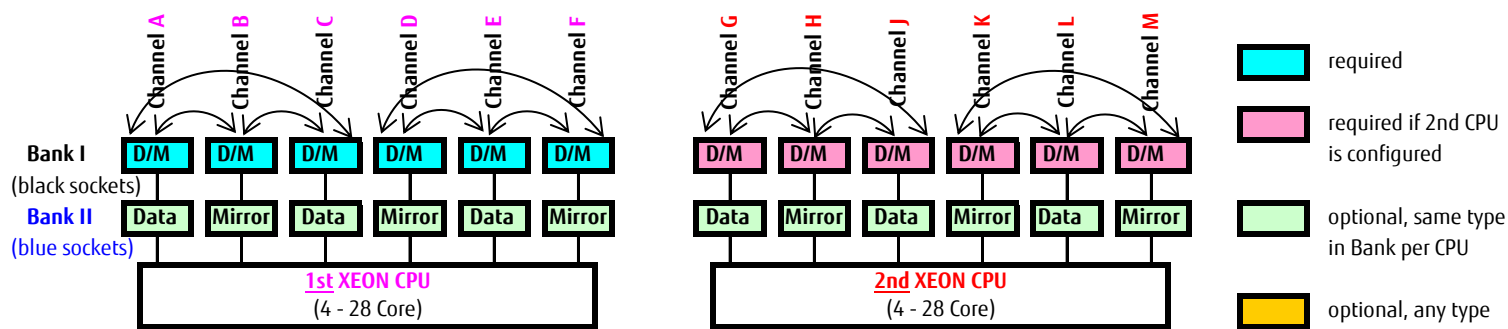 Channel A Channel B Channel C Channel D Channel E Channel F Channel G Channel H Channel J Channel K Channel L Channel M
required
required if 2nd CPU
is configured
Bank I D/M D/M D/M D/M D/M D/M D/M D/M D/M D/M D/M D/M
(black sockets)
Bank II Data Mirror Data Mirror Data Mirror Data Mirror Data Mirror Data Mirror
(blue sockets)
optional, same type
in Bank per CPU
1st XEON CPU 2nd XEON CPU
(4 - 28 Core) (4 - 28 Core)
optional, any type